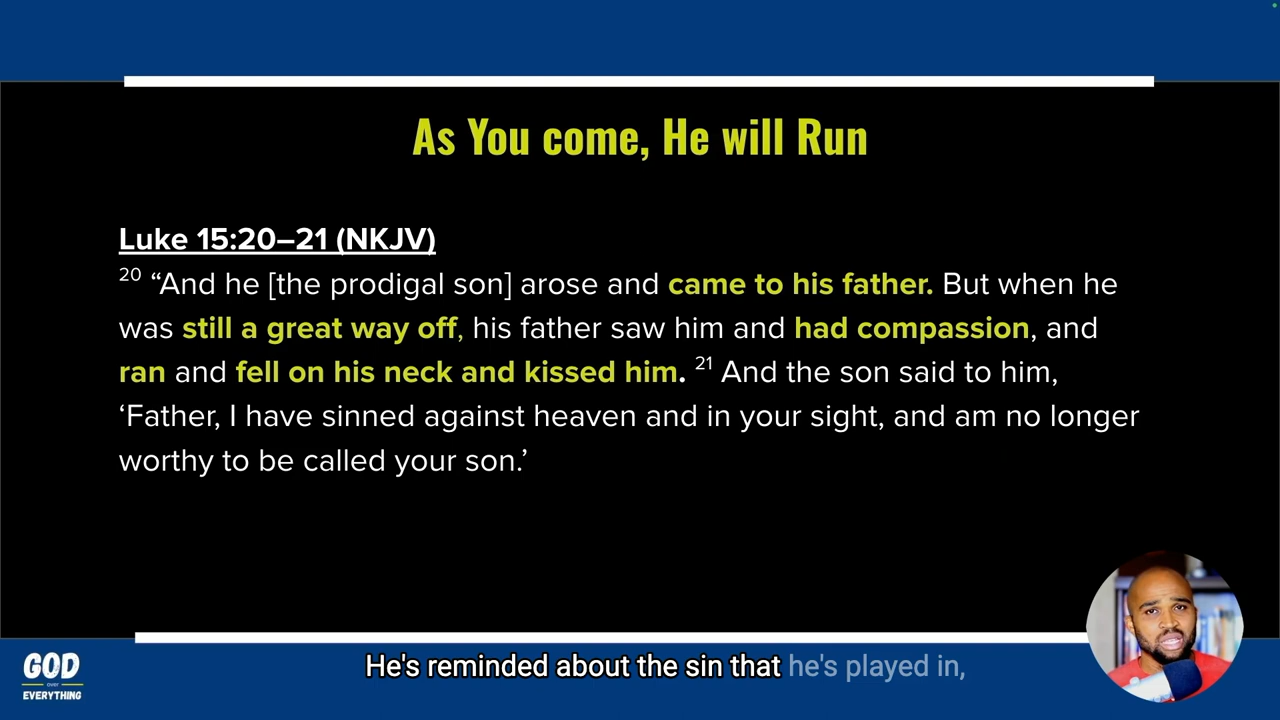 As You come, He will Run
Luke 15:20–21 (NKJV)
20 “And he [the prodigal son] arose and came to his father. But when he
was still a great way off, his father saw him and had compassion, and
ran and fell on his neck and kissed him. 21 And the son said to him,
‘Father, I have sinned against heaven and in your sight, and am no longer
worthy to be called your son.’
He's reminded about the sin that he's played in,
GOD
over
EVERYTHING